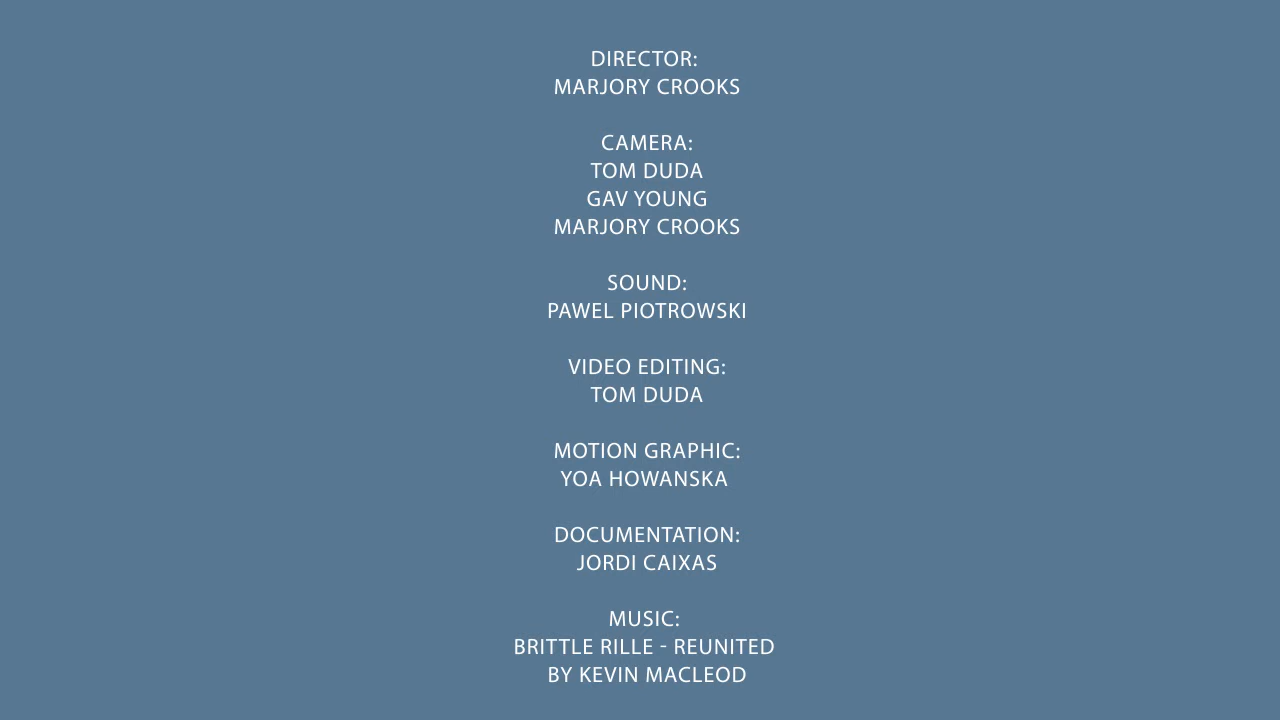 DIRECTOR:
MARJORY CROOKS
CAMERA:
TOM DUDA
GAV YOUNG
MARJORY CROOKS
SOUND:
PAWEL PIOTROWSKI
VIDEO EDITING:
TOM DUDA
MOTION GRAPHIC:
YOA HOWANSKA
DOCUMENTATION:
JORDI CAIXAS
MUSIC:
BRITTLE RILLE - REUNITED
BY KEVIN MACLEOD